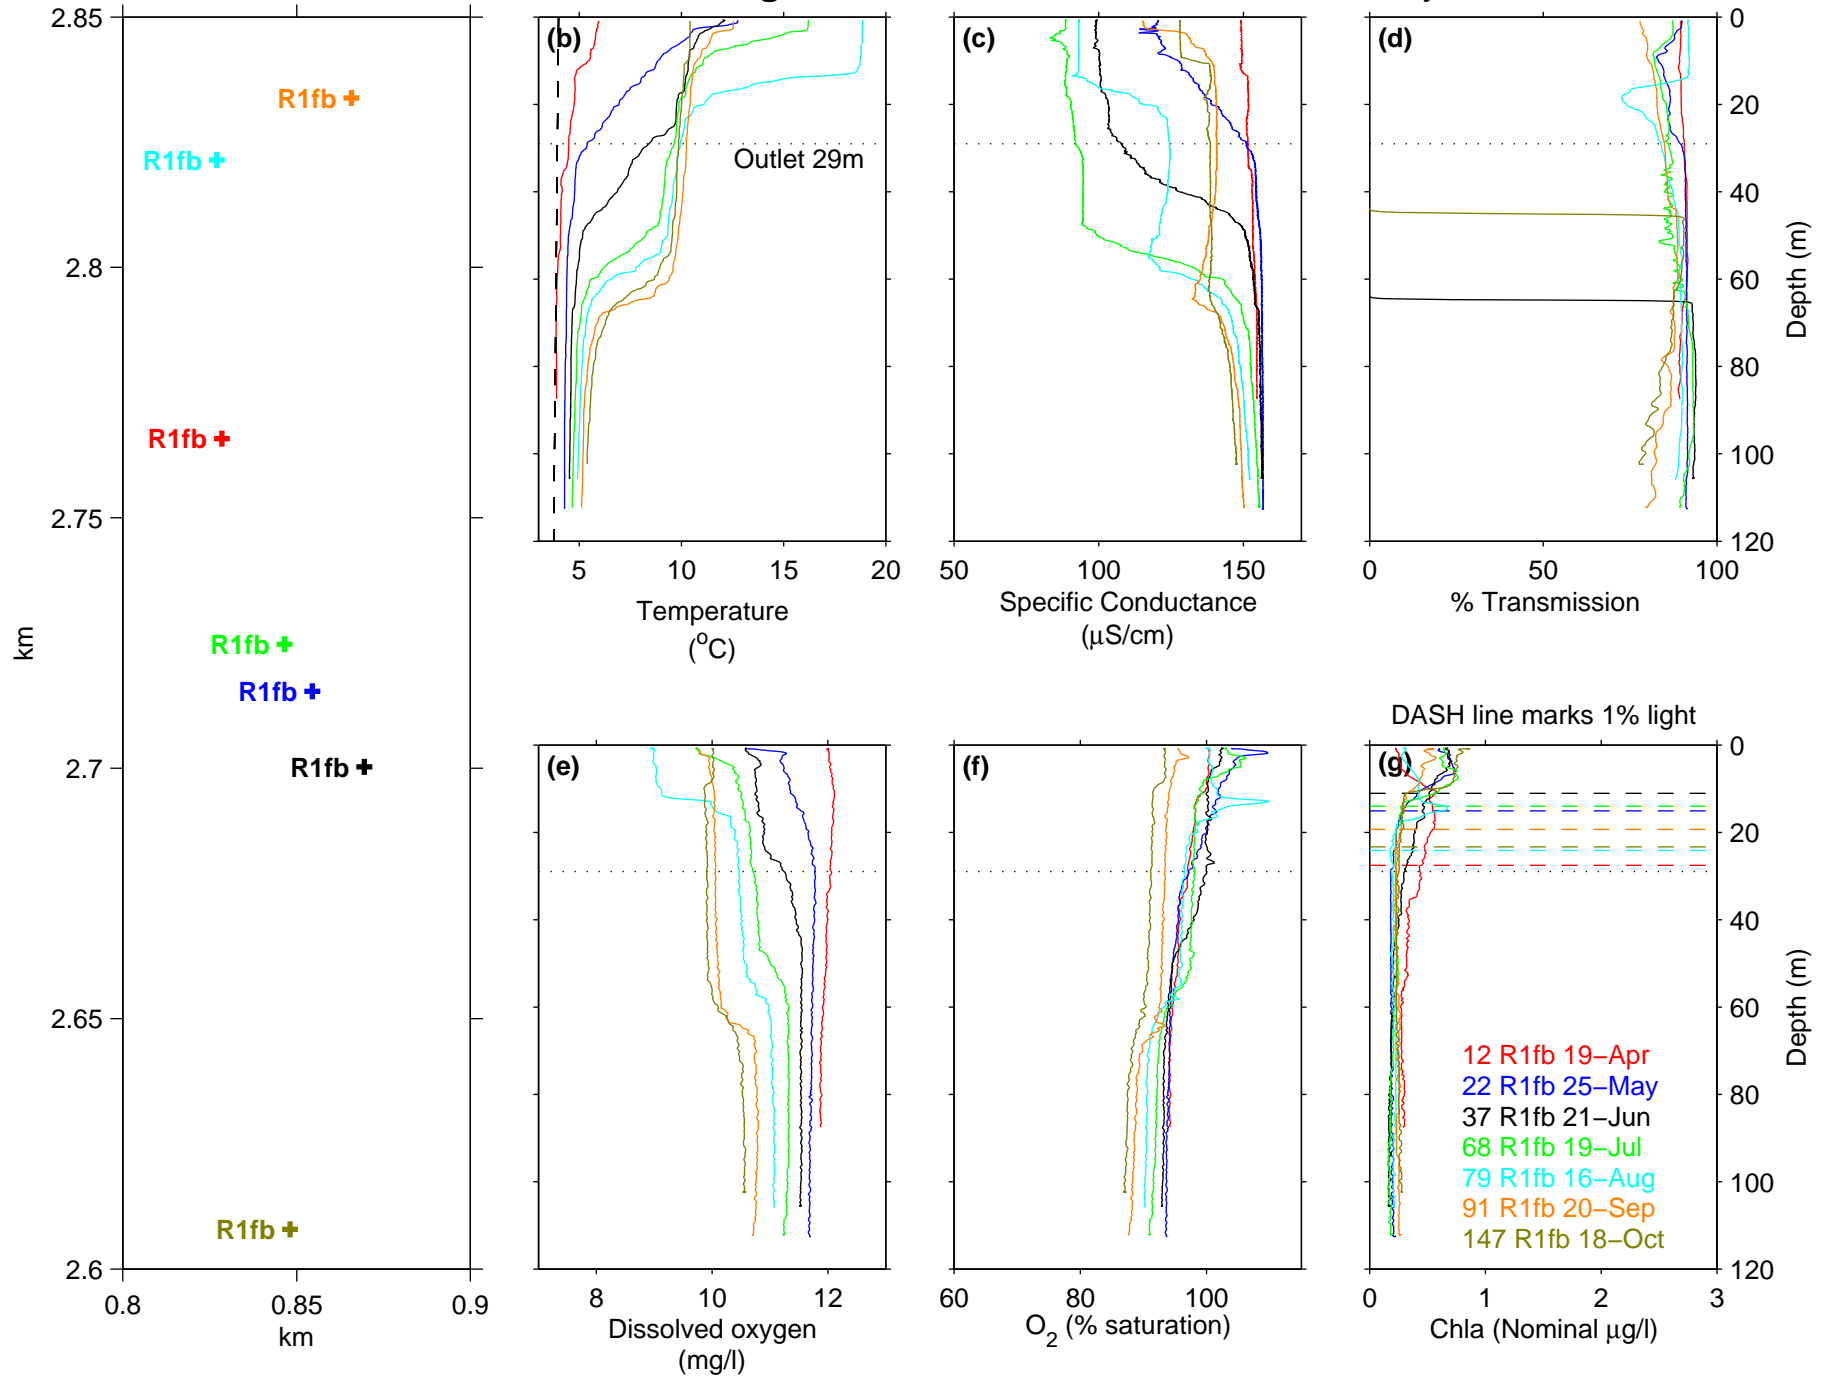 2.85
2.8
2.75
2.7
2.65
2.6
km
0.8
0.85
0.9
km
R1fb
R1fb
R1fb
R1fb
R1fb
R1fb
R1fb
(b)
Outlet 29m
5
10
15
20
Temperature
(oC)
(c)
50
100
150
Specific Conductance
(μS/cm)
(d)
0
50
100
% Transmission
0
20
40
60
80
100
120
Depth (m)
(e)
8
10
12
Dissolved oxygen
(mg/l)
(f)
60
80
100
O2 (% saturation)
DASH line marks 1% light
(g)
12 R1fb 19−Apr
22 R1fb 25−May
37 R1fb 21−Jun
68 R1fb 19−Jul
79 R1fb 16−Aug
91 R1fb 20−Sep
147 R1fb 18−Oct
0
1
2
3
Chla (Nominal μg/l)
0
20
40
60
80
100
120
Depth (m)